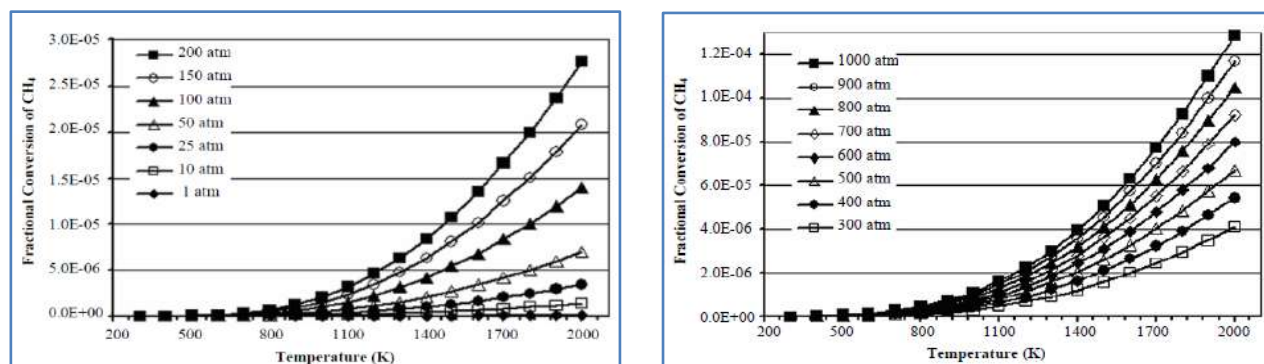 Fractional Conversion of CH₄
3.0E-05
2.5E-05
2.0E-05
1.5E-05
1.0E-05
5.0E-06
0.0E+00
200 atm
150 atm
100 atm
50 atm
25 atm
10 atm
1 atm
200 500 800 1100 1400 1700 2000
Temperature (K)
Fractional Conversion of CH₄
1.2E-04
1.0E-04
8.0E-05
6.0E-05
4.0E-06
2.0E-06
0.0E+00
1000 atm
900 atm
800 atm
700 atm
600 atm
500 atm
400 atm
300 atm
200 500 800 1100 1400 1700 2000
Temperature (K)